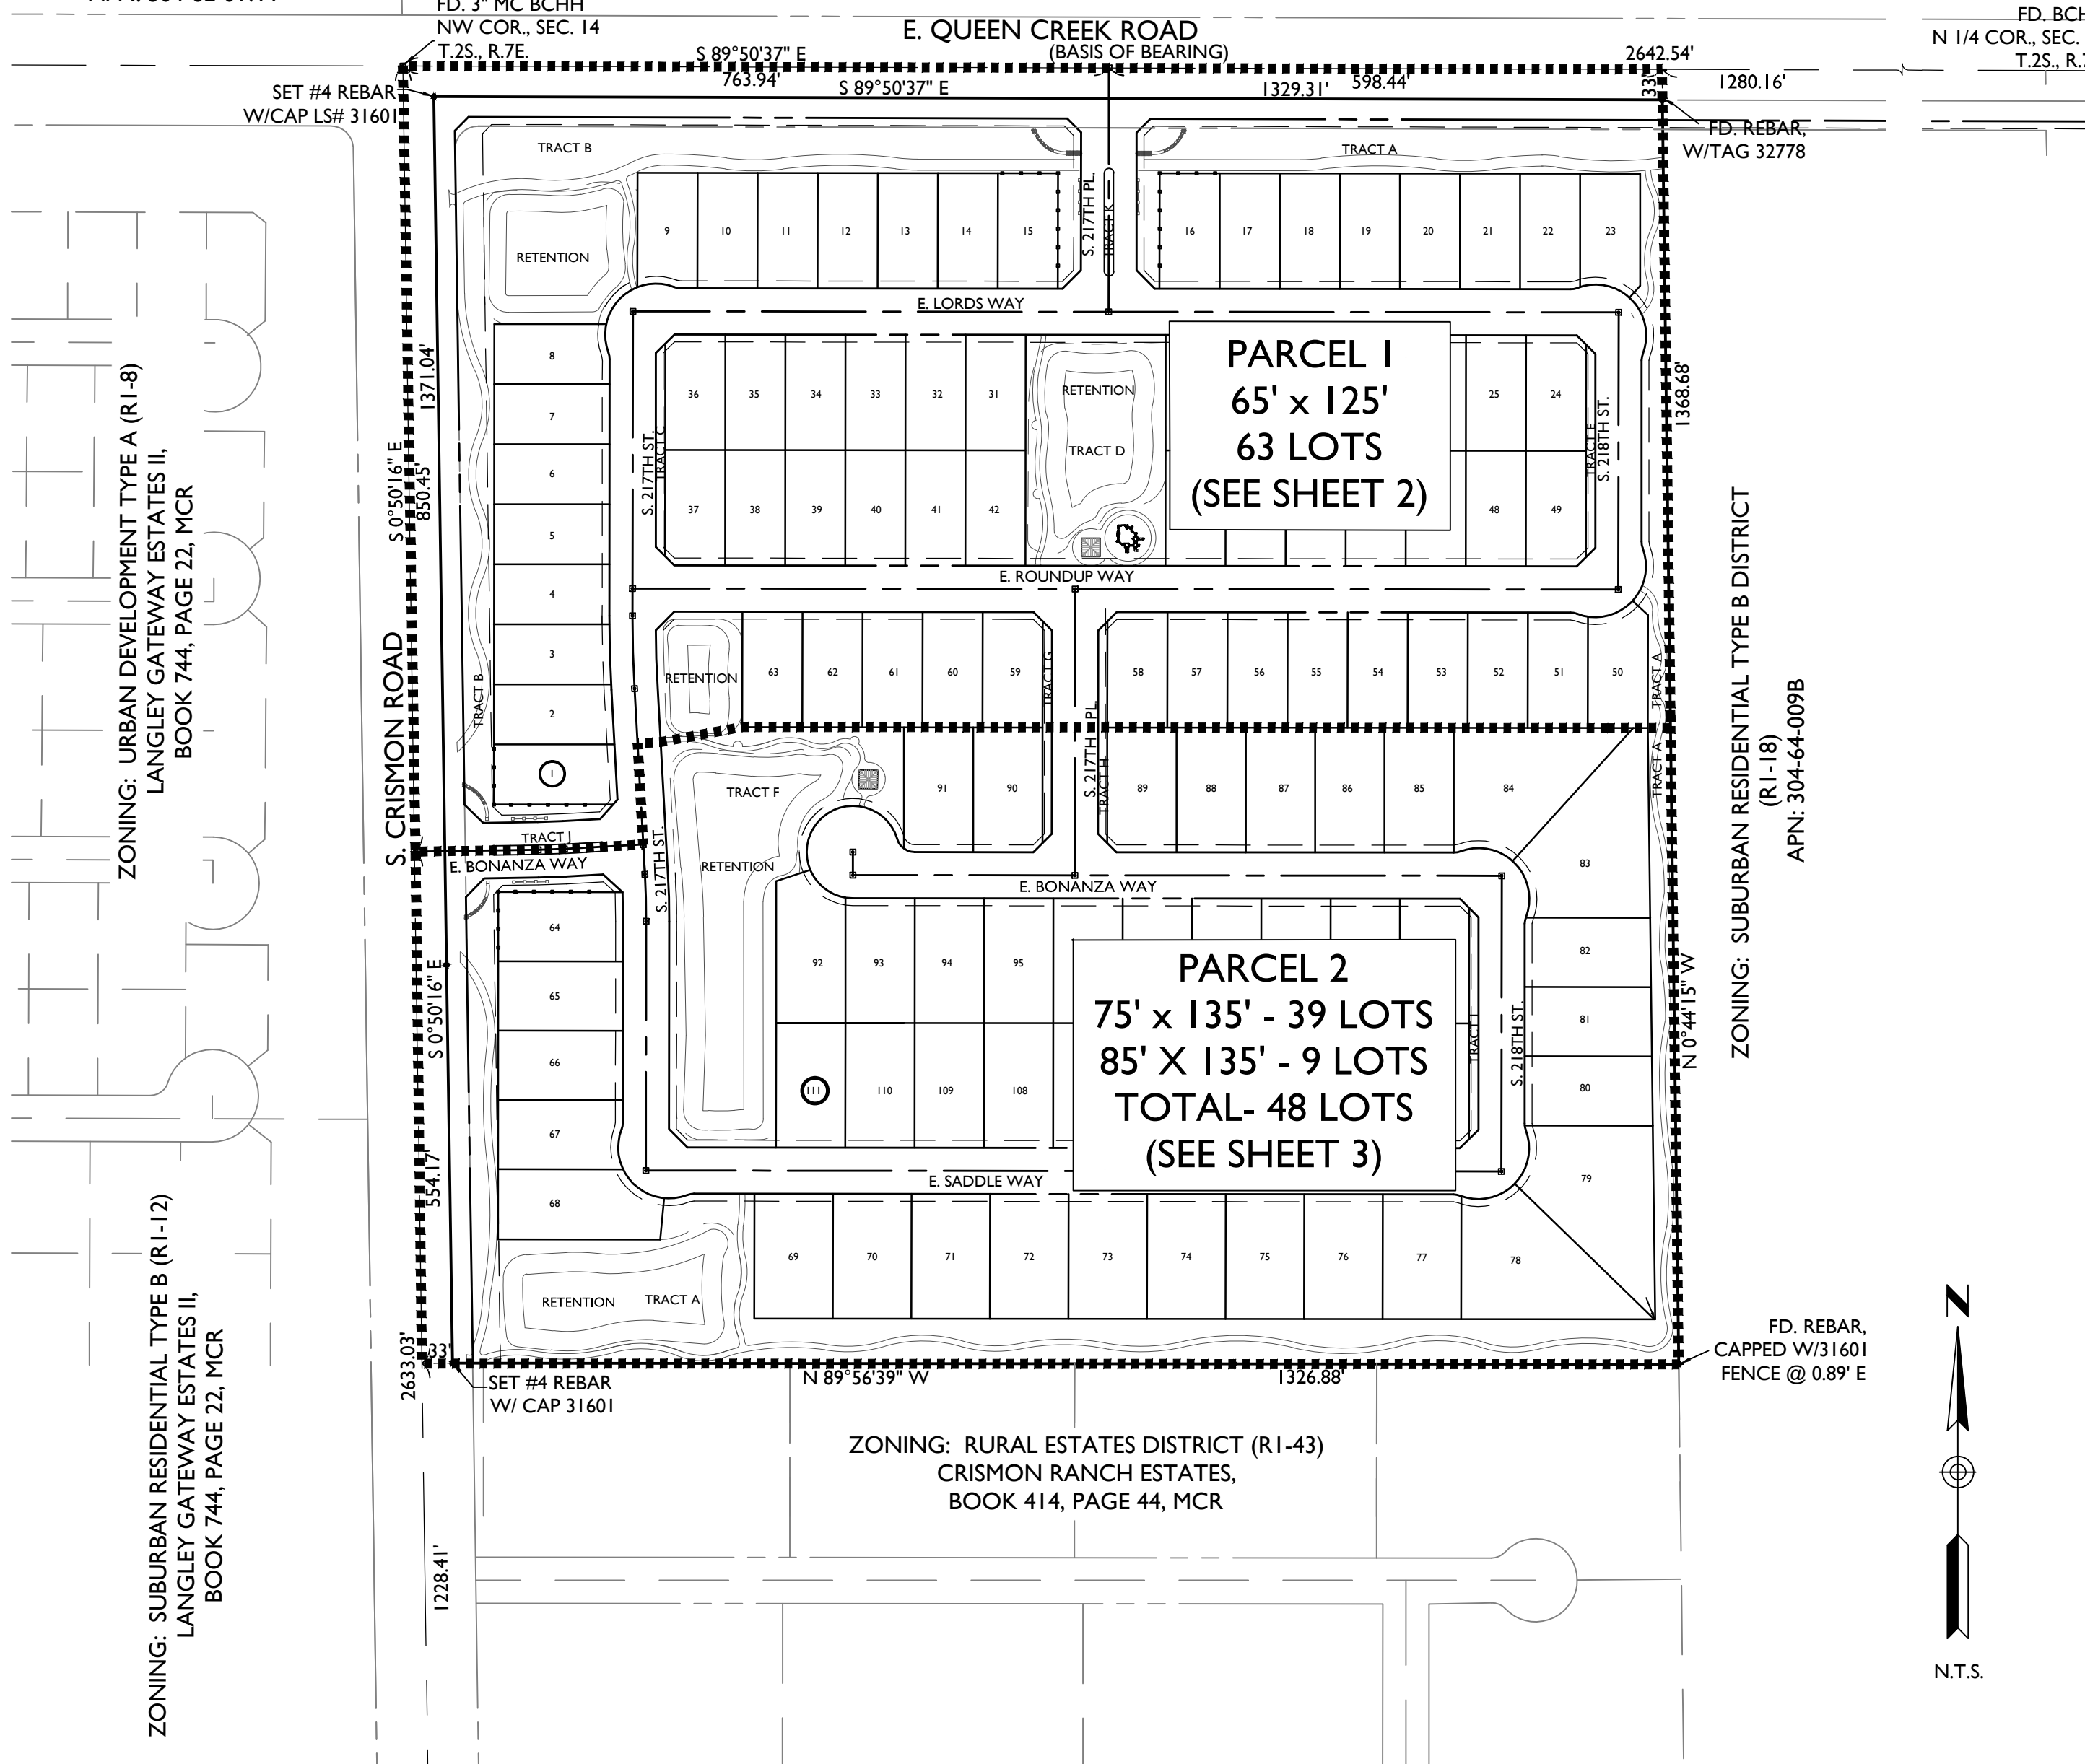 FD. 3" MC BCHH
NW COR., SEC. 14
T.2S., R.7E.
E. QUEEN CREEK ROAD
(BASIS OF BEARING)
S 89°50'37" E
763.94'
S 89°50'37" E
1329.31'
598.44'
2642.54'
33'
1280.16'
N 1/4 COR., SEC.
SET #4 REBAR
W/CAP LS# 31601
FD. REBAR,
W/TAG 32778
TRACT B
TRACT A
RETENTION
9
10
11
12
13
14
15
S. 217TH PL.
TRACT K
16
17
18
19
20
21
22
23
E. LORDS WAY
8
7
6
5
4
3
2
1
TRACT B
S. 217TH ST.
TRACT C
36
35
34
33
32
31
37
38
39
40
41
42
RETENTION
TRACT D
PARCEL 1
65' x 125'
63 LOTS
(SEE SHEET 2)
25
24
48
49
TRACT E
S. 218TH ST.
1371.04'
S 0°50'16" E
850.45'
1368.68'
E. ROUNDUP WAY
RETENTION
63
62
61
60
59
TRACT G
58
57
56
55
54
53
52
51
50
TRACT A
S. CRISMON ROAD
TRACT J
E. BONANZA WAY
TRACT F
RETENTION
S. 217TH ST.
91
90
S. 217TH PL.
TRACT H
89
88
87
86
85
84
TRACT A
83
82
81
80
79
E. BONANZA WAY
64
65
66
67
68
92
93
94
95
111
110
109
108
PARCEL 2
75' x 135' - 39 LOTS
85' X 135' - 9 LOTS
TOTAL- 48 LOTS
(SEE SHEET 3)
TRACT I
S. 218TH ST.
E. SADDLE WAY
69
70
71
72
73
74
75
76
77
78
RETENTION
TRACT A
S 0°50'16" E
554.17'
N 0°44'15" W
2633.03'
33'
SET #4 REBAR
W/ CAP 31601
N 89°56'39" W
1326.88'
FD. REBAR,
CAPPED W/31601
FENCE @ 0.89' E
1228.41'
ZONING: URBAN DEVELOPMENT TYPE A (R1-8)
LANGLEY GATEWAY ESTATES II,
BOOK 744, PAGE 22, MCR
ZONING: SUBURBAN RESIDENTIAL TYPE B (R1-12)
LANGLEY GATEWAY ESTATES II,
BOOK 744, PAGE 22, MCR
ZONING: SUBURBAN RESIDENTIAL TYPE B DISTRICT
(R1-18)
APN: 304-64-009B
ZONING: RURAL ESTATES DISTRICT (R1-43)
CRISMON RANCH ESTATES,
BOOK 414, PAGE 44, MCR
N
N.T.S.